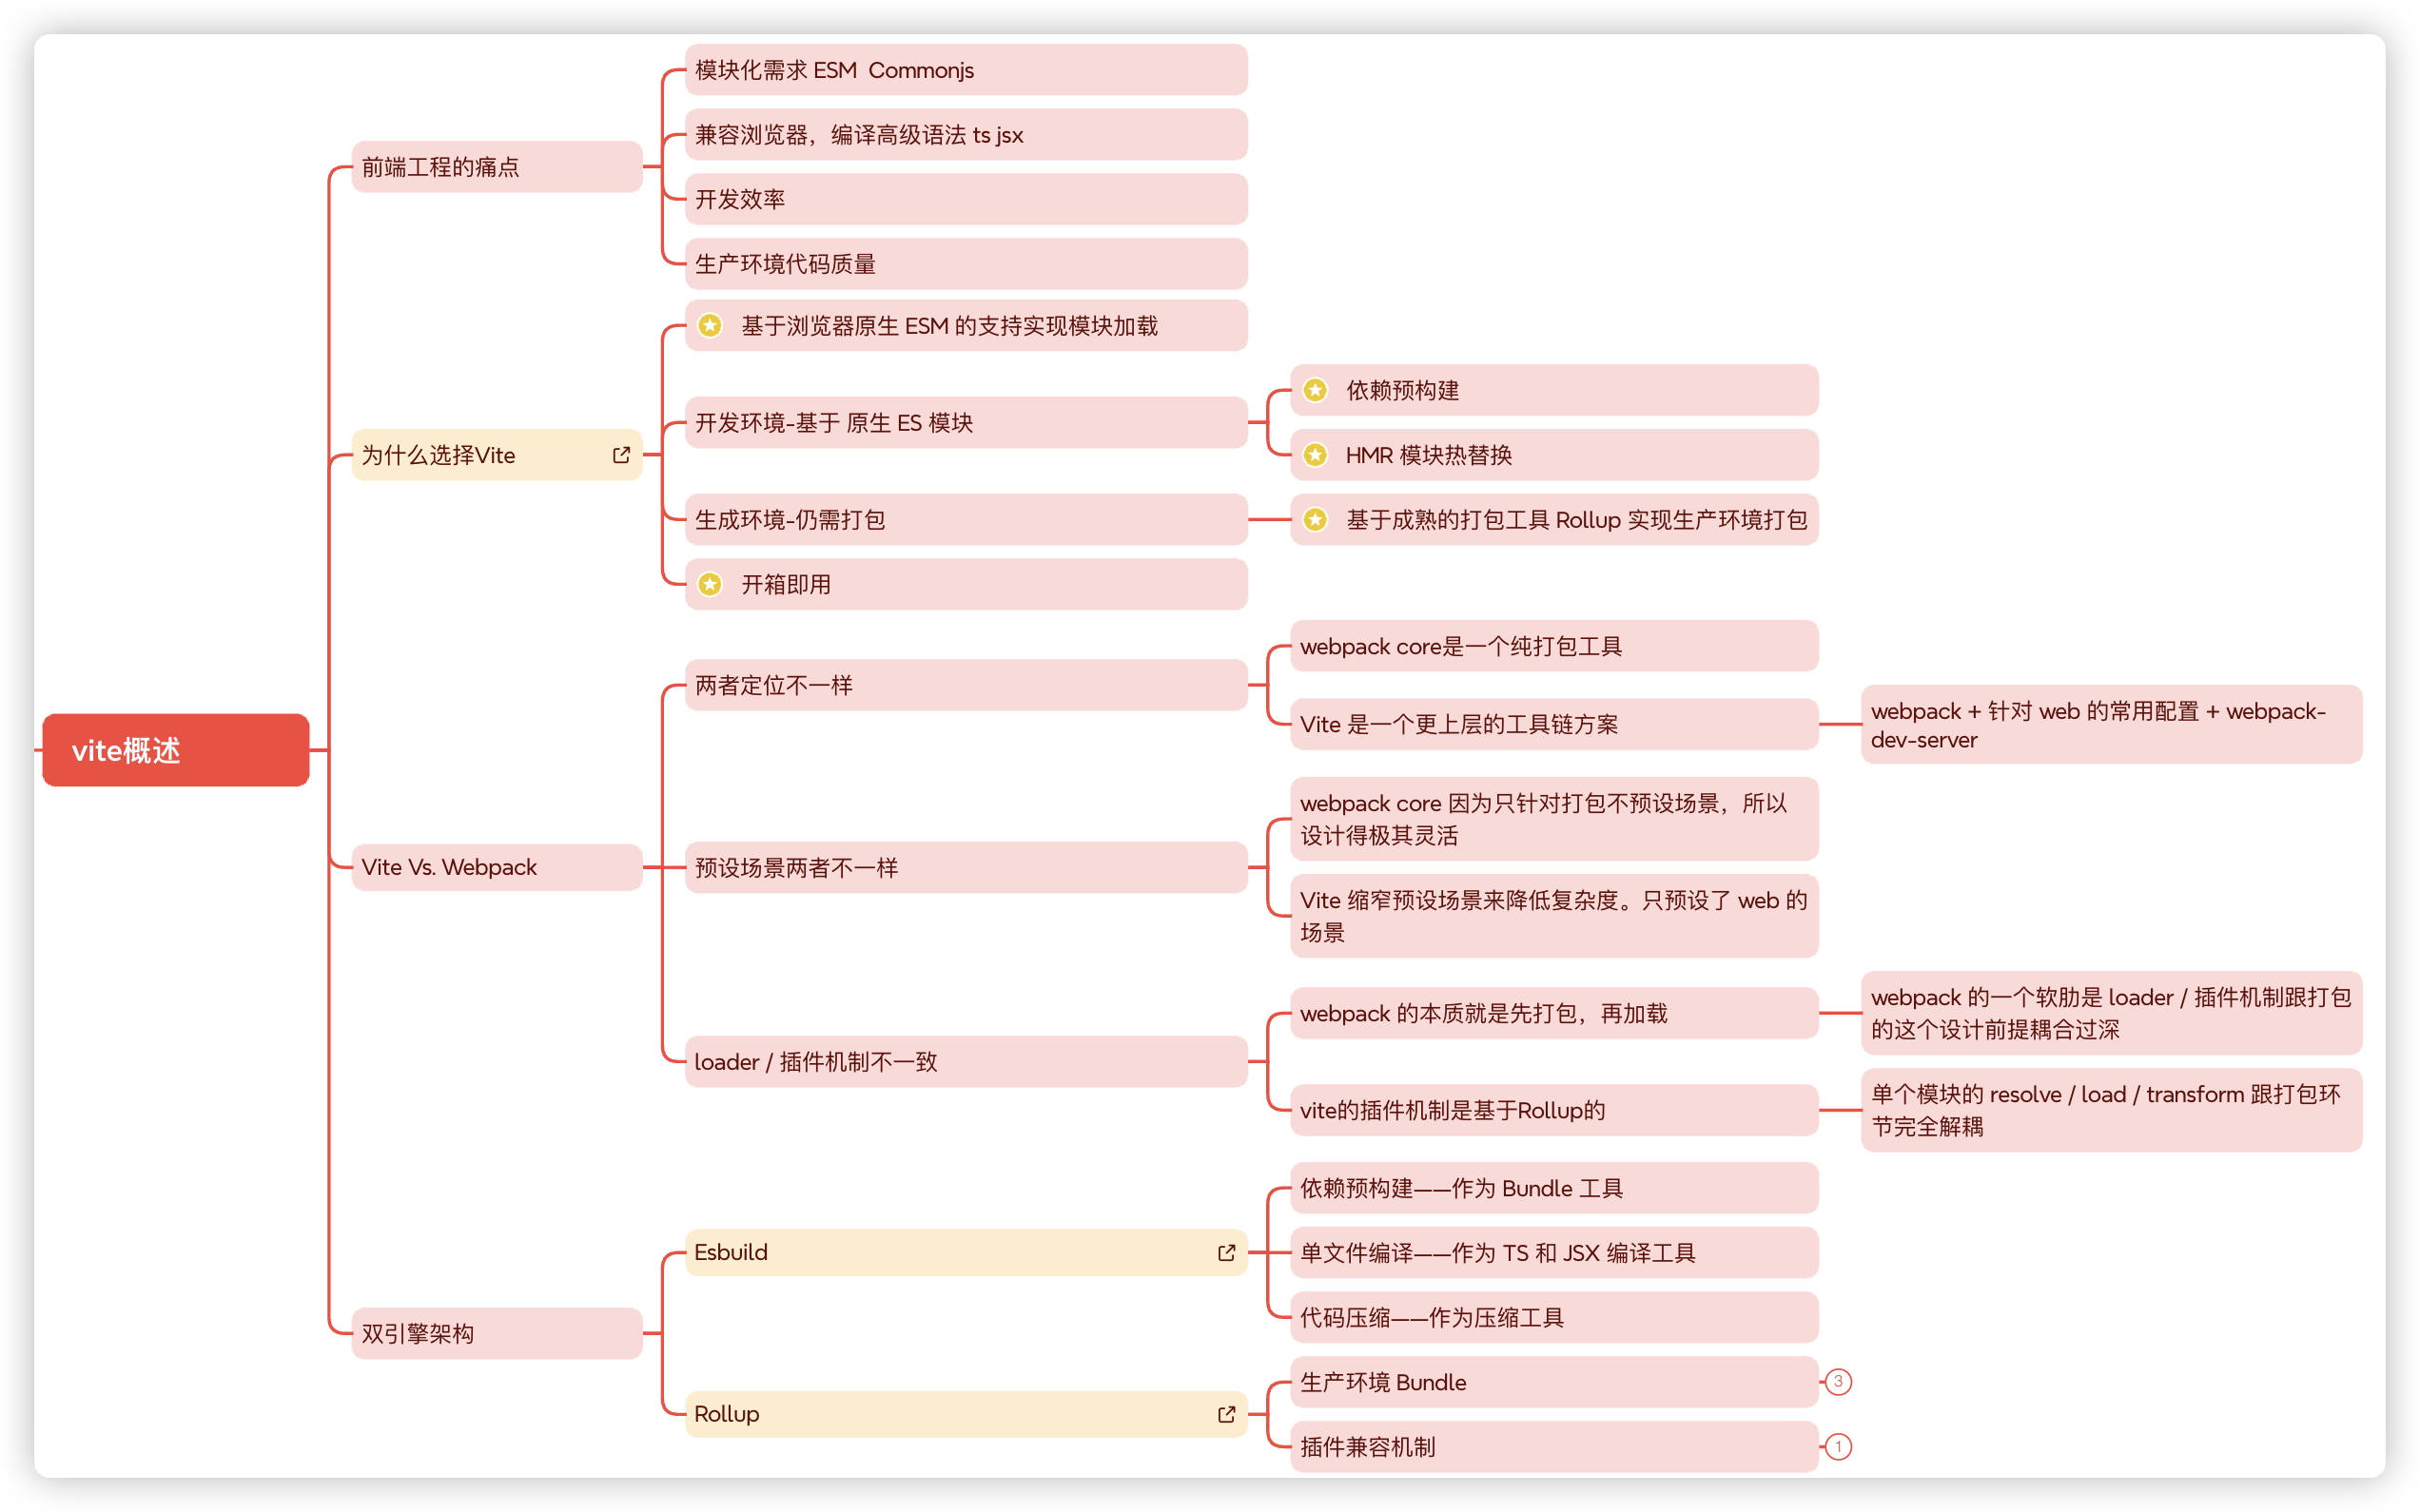 vite概述
前端工程的痛点
模块化需求 ESM  Commonjs
兼容浏览器，编译高级语法 ts jsx
开发效率
生产环境代码质量
为什么选择Vite
基于浏览器原生 ESM 的支持实现模块加载
开发环境-基于 原生 ES 模块
依赖预构建
HMR 模块热替换
生成环境-仍需打包
基于成熟的打包工具 Rollup 实现生产环境打包
开箱即用
Vite Vs. Webpack
两者定位不一样
webpack core是一个纯打包工具
Vite 是一个更上层的工具链方案
webpack + 针对 web 的常用配置 + webpack-
dev-server
预设场景两者不一样
webpack core 因为只针对打包不预设场景，所以
设计得极其灵活
Vite 缩窄预设场景来降低复杂度。只预设了 web 的
场景
loader / 插件机制不一致
webpack 的本质就是先打包，再加载
webpack 的一个软肋是 loader / 插件机制跟打包
的这个设计前提耦合过深
vite的插件机制是基于Rollup的
单个模块的 resolve / load / transform 跟打包环
节完全解耦
双引擎架构
Esbuild
依赖预构建——作为 Bundle 工具
单文件编译——作为 TS 和 JSX 编译工具
代码压缩——作为压缩工具
Rollup
生产环境 Bundle
3
插件兼容机制
1